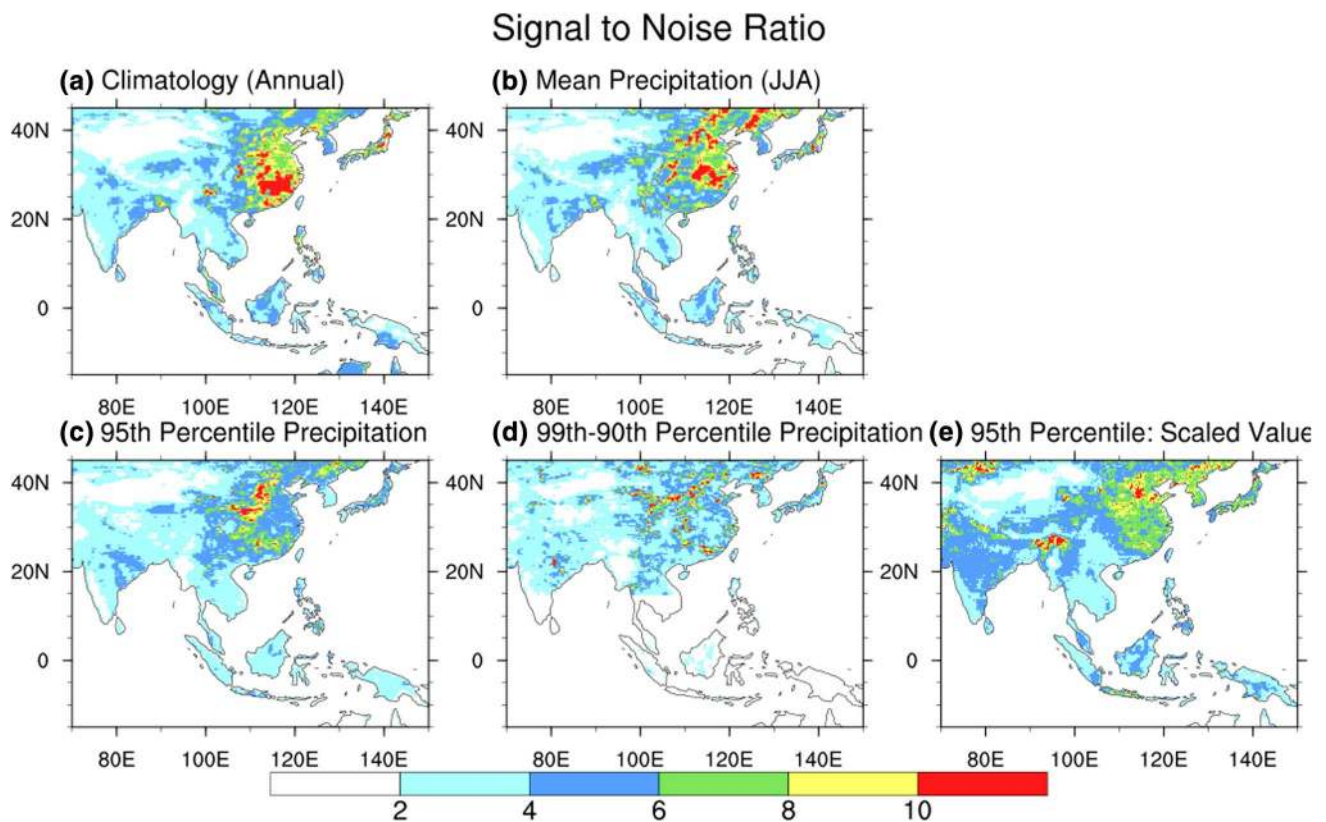 Signal to Noise Ratio
(a) Climatology (Annual)
(b) Mean Precipitation (JJA)
40N
20N
0
40N
20N
0
80E 100E 120E 140E
80E 100E 120E 140E
(c) 95th Percentile Precipitation
(d) 99th-90th Percentile Precipitation
(e) 95th Percentile: Scaled Value
40N
20N
0
40N
20N
0
40N
20N
0
80E 100E 120E 140E
80E 100E 120E 140E
80E 100E 120E 140E
2 4 6 8 10